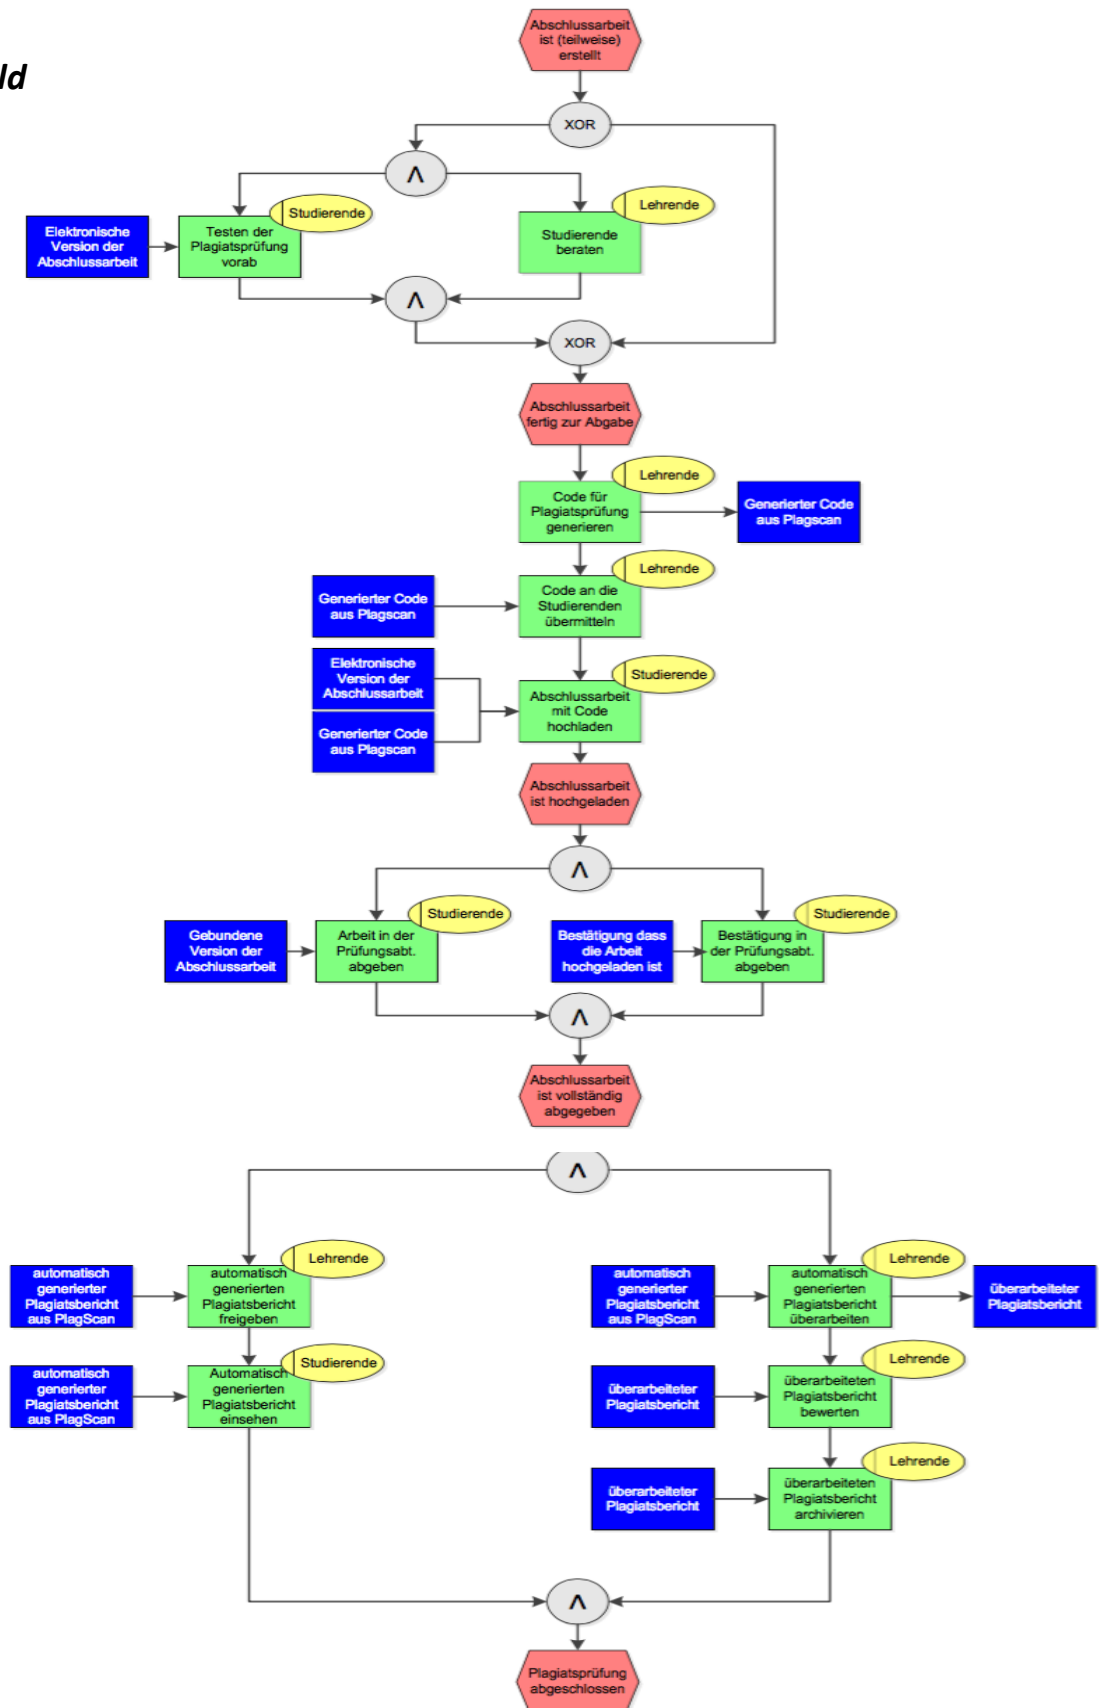 Abschlussarbeit
ist (teilweise)
erstellt
ld
XOR
Λ
Studierende
Lehrende
Elektronische
Version der
Abschlussarbeit
Testen der
Plagiatsprüfung
vorab
Studierende
beraten
Λ
XOR
Abschlussarbeit
fertig zur Abgabe
Lehrende
Code für
Plagiatsprüfung
generieren
Generierter Code
aus Plagscan
Lehrende
Generierter Code
aus Plagscan
Code an die
Studierenden
übermitteln
Elektronische
Version der
Abschlussarbeit
Generierter Code
aus Plagscan
Studierende
Abschlussarbeit
mit Code
hochladen
Abschlussarbeit
ist hochgeladen
Λ
Studierende
Studierende
Gebundene
Version der
Abschlussarbeit
Arbeit in der
Prüfungsabt.
abgeben
Bestätigung dass
die Arbeit
hochgeladen ist
Bestätigung in
der Prüfungsabt.
abgeben
Λ
Abschlussarbeit
ist vollständig
abgegeben
Λ
Lehrende
Lehrende
automatisch
generierter
Plagiatsbericht
aus PlagScan
automatisch
generierten
Plagiatsbericht
freigeben
automatisch
generierter
Plagiatsbericht
aus PlagScan
automatisch
generierten
Plagiatsbericht
überarbeiten
überarbeiteter
Plagiatsbericht
Studierende
Lehrende
automatisch
generierter
Plagiatsbericht
aus PlagScan
Automatisch
generierten
Plagiatsbericht
einsehen
überarbeiteter
Plagiatsbericht
überarbeiteten
Plagiatsbericht
bewerten
Lehrende
überarbeiteter
Plagiatsbericht
überarbeiteten
Plagiatsbericht
archivieren
Λ
Plagiatsprüfung
abgeschlossen